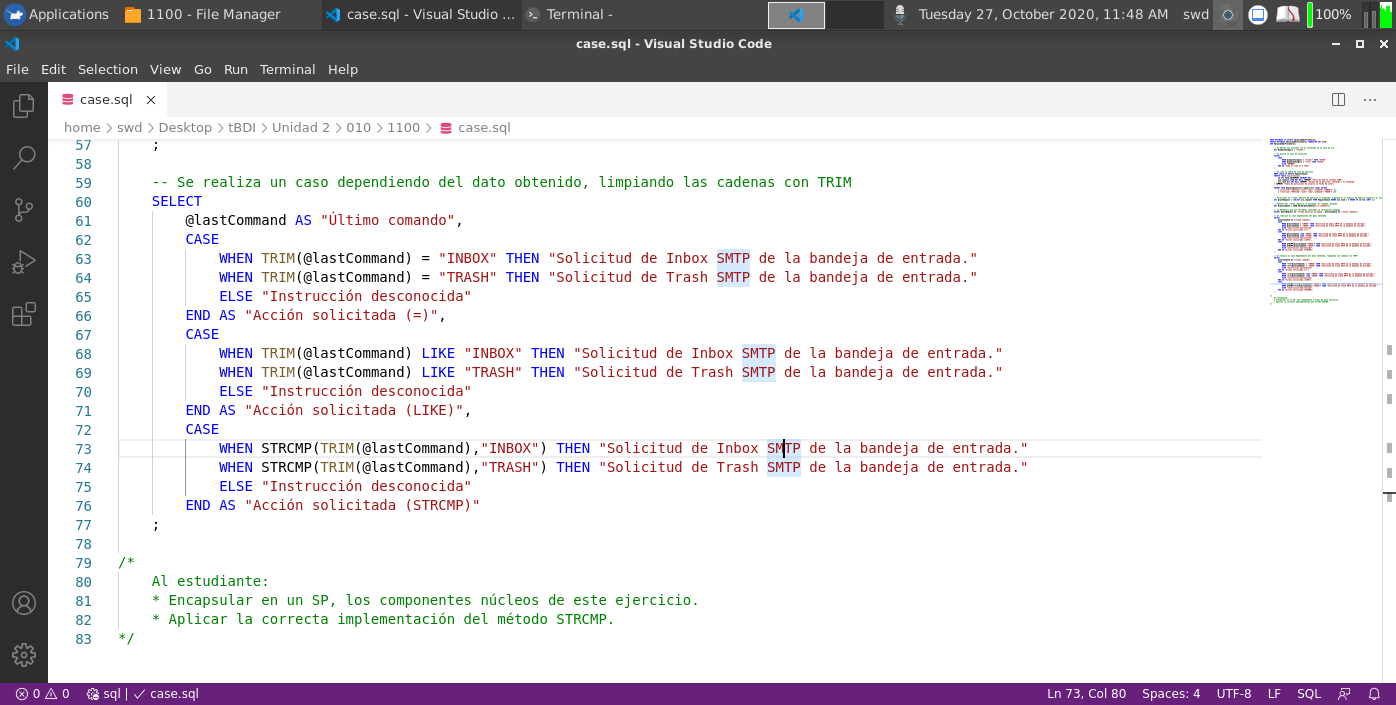 Applications 1100 - File Manager case.sql - Visual Studio ... Terminal - Tuesday 27, October 2020, 11:48 AM swd 100%
case.sql - Visual Studio Code
File Edit Selection View Go Run Terminal Help
case.sql
home > swd > Desktop > tBDI > Unidad 2 > 010 > 1100 > case.sql
57 ;
58
59 -- Se realiza un caso dependiendo del dato obtenido, limpiando las cadenas con TRIM
60 SELECT
61 @lastCommand AS "Último comando",
62 CASE
63 WHEN TRIM(@lastCommand) = "INBOX" THEN "Solicitud de Inbox SMTP de la bandeja de entrada."
64 WHEN TRIM(@lastCommand) = "TRASH" THEN "Solicitud de Trash SMTP de la bandeja de entrada."
65 ELSE "Instrucción desconocida"
66 END AS "Acción solicitada (=)",
67 CASE
68 WHEN TRIM(@lastCommand) LIKE "INBOX" THEN "Solicitud de Inbox SMTP de la bandeja de entrada."
69 WHEN TRIM(@lastCommand) LIKE "TRASH" THEN "Solicitud de Trash SMTP de la bandeja de entrada."
70 ELSE "Instrucción desconocida"
71 END AS "Acción solicitada (LIKE)",
72 CASE
73 WHEN STRCMP(TRIM(@lastCommand),"INBOX") THEN "Solicitud de Inbox SMTP de la bandeja de entrada."
74 WHEN STRCMP(TRIM(@lastCommand),"TRASH") THEN "Solicitud de Trash SMTP de la bandeja de entrada."
75 ELSE "Instrucción desconocida"
76 END AS "Acción solicitada (STRCMP)"
77 ;
78
79 /*
80 Al estudiante:
81 * Encapsular en un SP, los componentes núcleos de este ejercicio.
82 * Aplicar la correcta implementación del método STRCMP.
83 */
0 0 sql | case.sql Ln 73, Col 80 Spaces: 4 UTF-8 LF SQL